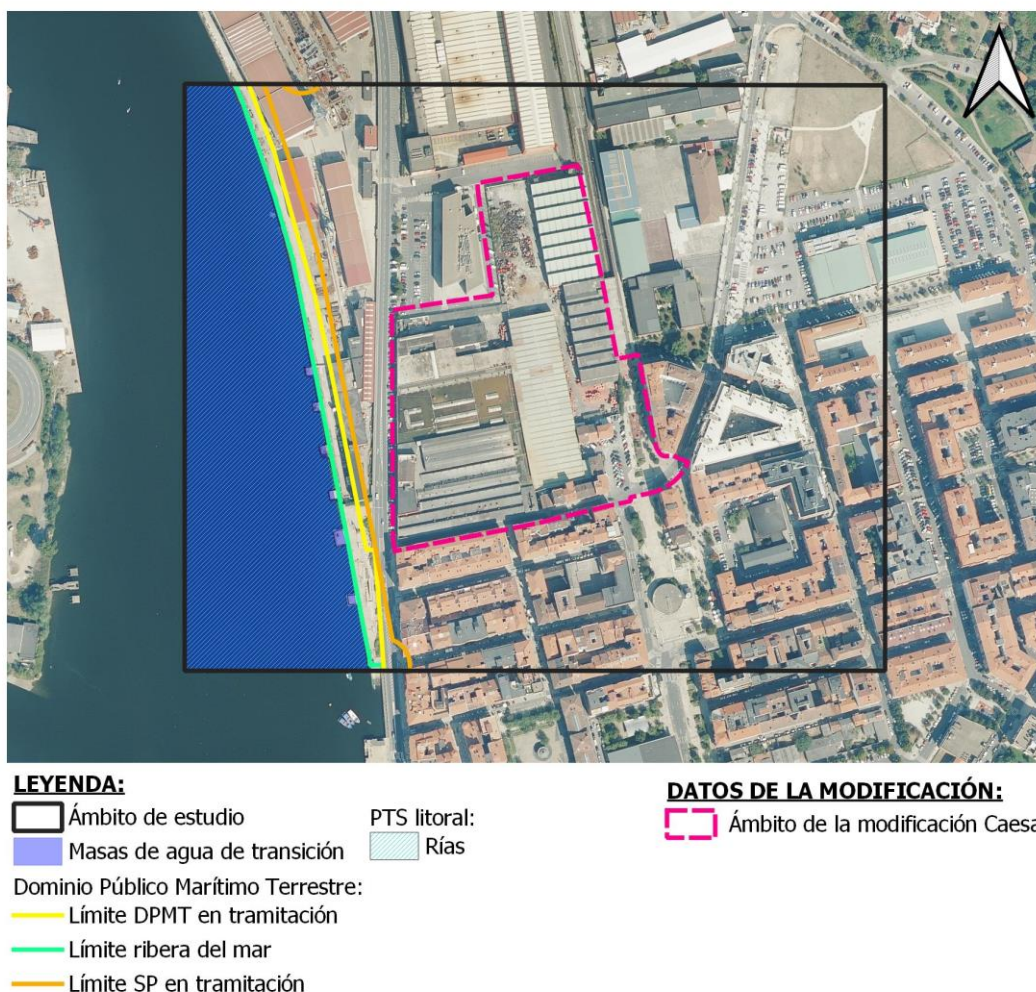 LEYENDA:
Ámbito de estudio
Masas de agua de transición
Dominio Público Marítimo Terrestre:
Límite DPMT en tramitación
Límite ribera del mar
Límite SP en tramitación
PTS litoral:
Rías
DATOS DE LA MODIFICACIÓN:
Ámbito de la modificación Caesa